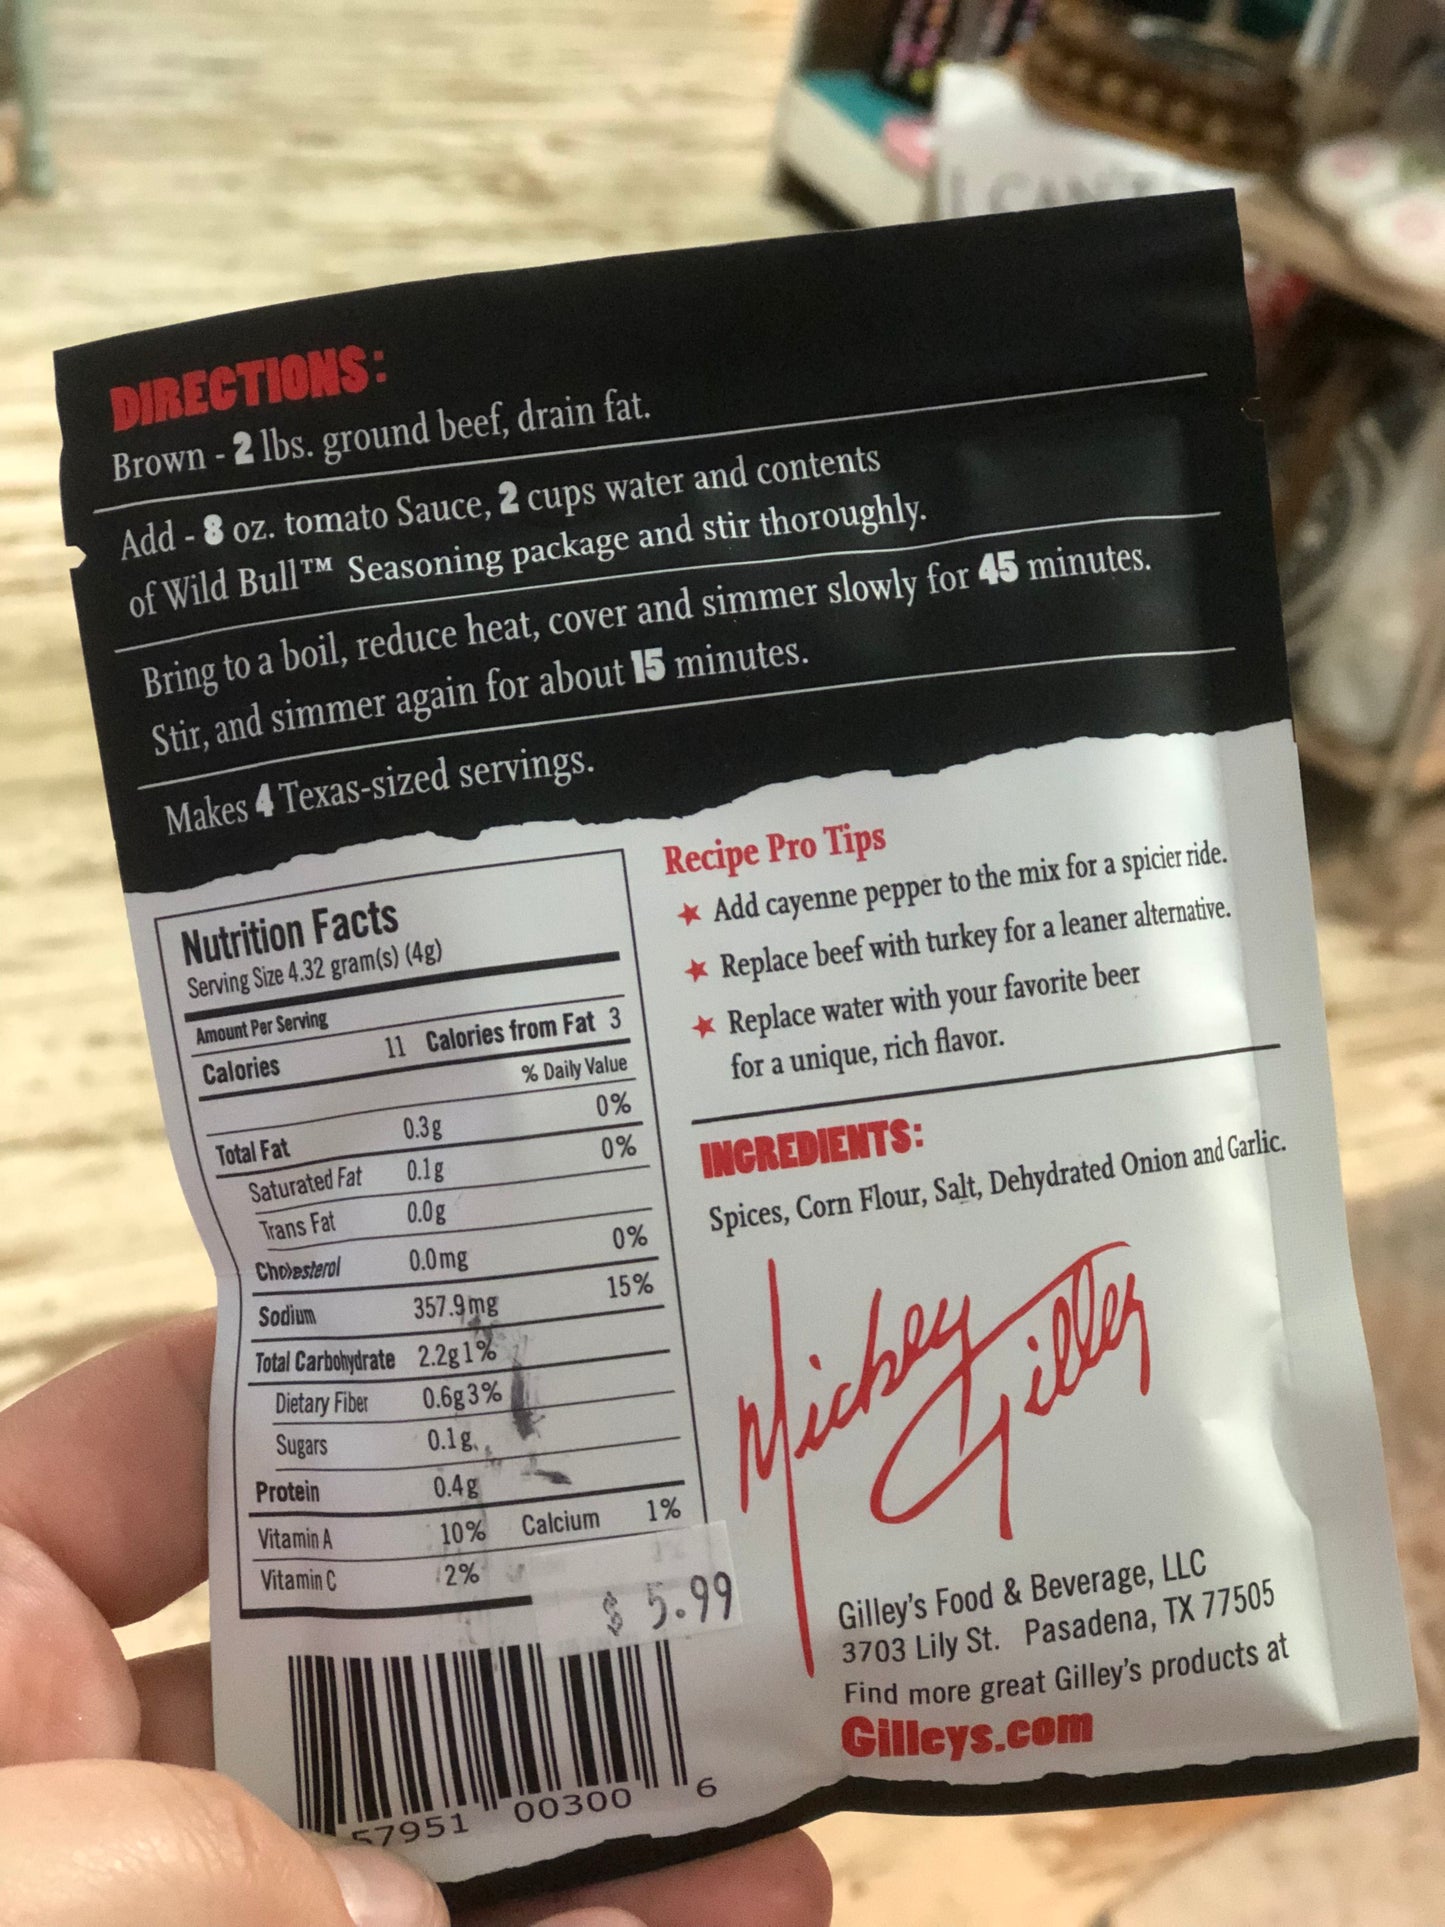 I CAN'T
DIRECTIONS:
Brown - 2 lbs. ground beef, drain fat.
Add - 8 oz. tomato Sauce, 2 cups water and contents
of Wild Bull™ Seasoning package and stir thoroughly.
Bring to a boil, reduce heat, cover and simmer slowly for 45 minutes.
Stir, and simmer again for about 15 minutes.
Makes 4 Texas-sized servings.
Nutrition Facts
Serving Size 4.32 gram(s) (4g)
Amount Per Serving
Calories 11 Calories from Fat 3
% Daily Value
Total Fat 0.3g 0%
Saturated Fat 0.1g 0%
Trans Fat 0.0g
Cholesterol 0.0mg 0%
Sodium 357.9mg 15%
Total Carbohydrate 2.2g1%
Dietary Fiber 0.6g3%
Sugars 0.1g
Protein 0.4g
Vitamin A 10% Calcium 1%
Vitamin C 2%
$ 5.99
57951 00300 6
Recipe Pro Tips
★ Add cayenne pepper to the mix for a spicier ride.
★ Replace beef with turkey for a leaner alternative.
★ Replace water with your favorite beer
for a unique, rich flavor.
INGREDIENTS:
Spices, Corn Flour, Salt, Dehydrated Onion and Garlic.
Mickey Gilley
Gilley's Food & Beverage, LLC
3703 Lily St. Pasadena, TX 77505
Find more great Gilley's products at
Gilleys.com